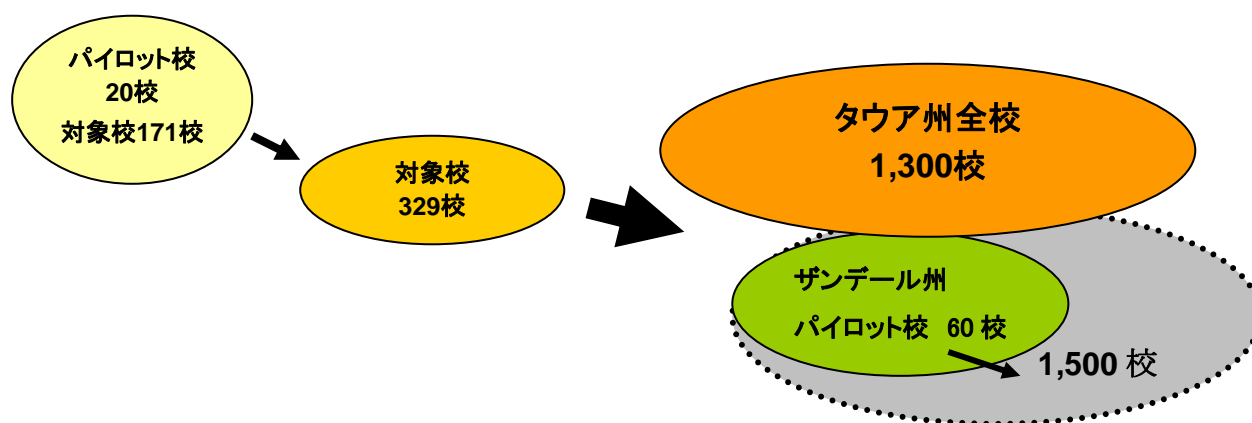 パイロット校
20校
対象校171校
対象校
329校
タウア州全校
1,300校
ザンデール州
パイロット校 60 校
1,500 校